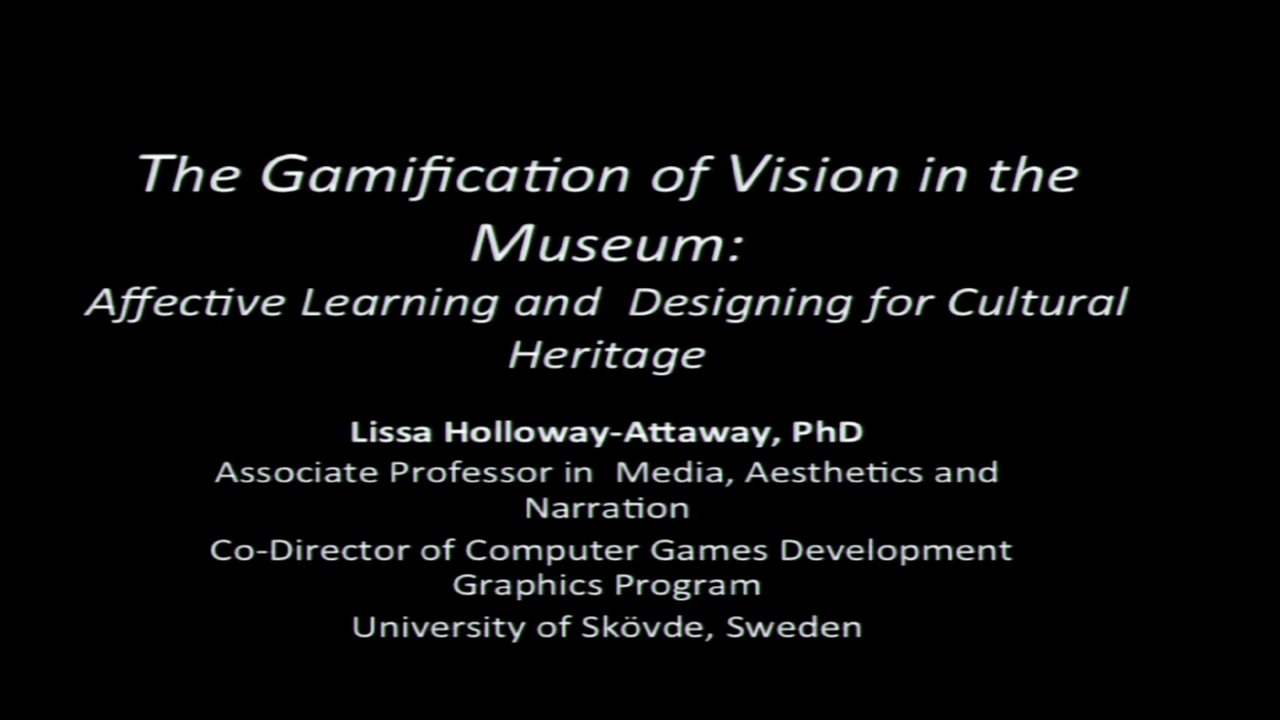 The Gamification of Vision in the
Museum:
Affective Learning and  Designing for Cultural
Heritage
Lissa Holloway-Attaway, PhD
Associate Professor in  Media, Aesthetics and
Narration
Co-Director of Computer Games Development
Graphics Program
University of Skövde, Sweden